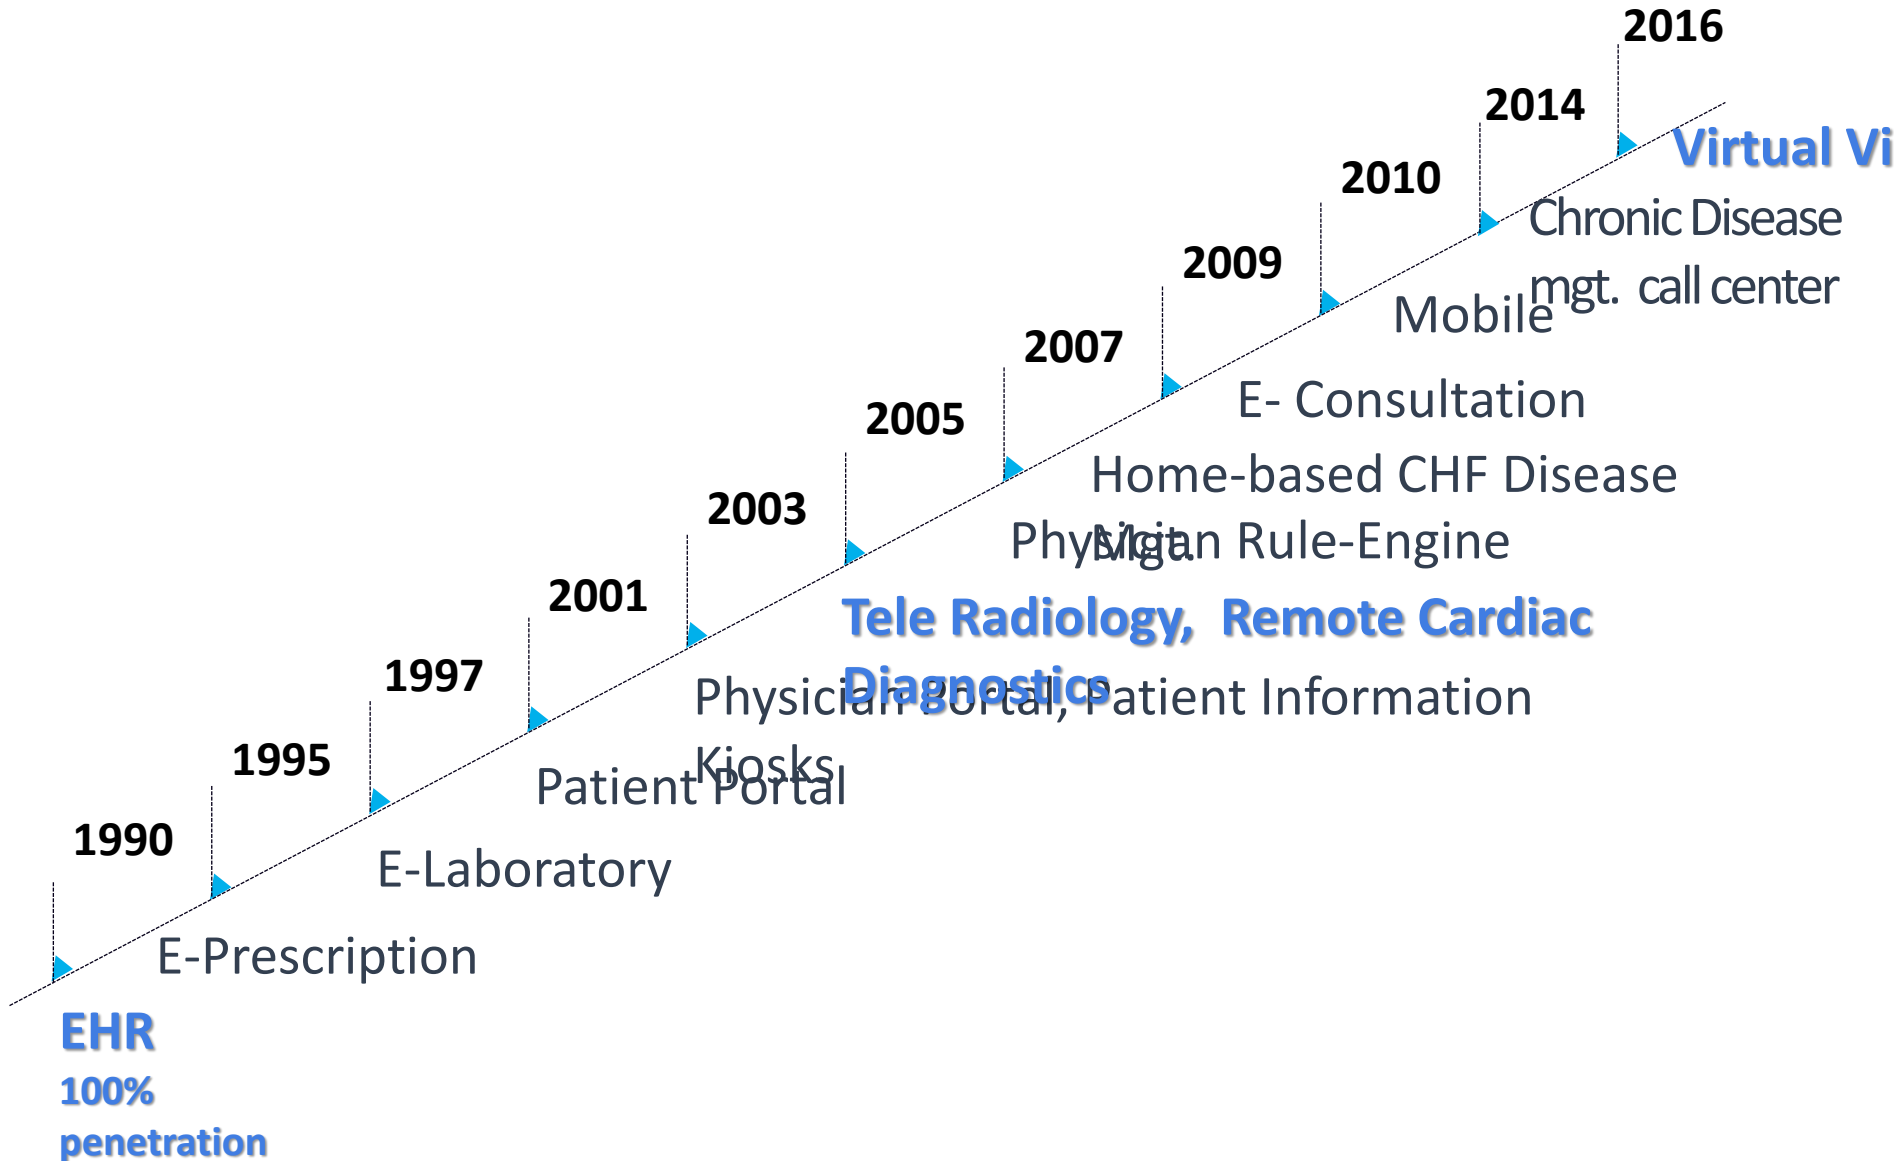 2016
2014
Virtual Vi
2010
Chronic Disease
mgt. call center
2009
Mobile
2007
E- Consultation
2005
Home-based CHF Disease
Mgt.
2003
Physician Rule-Engine
2001
Tele Radiology, Remote Cardiac
Diagnostics
1997
Physician Portal, Patient Information
Kiosks
1995
Patient Portal
1990
E-Laboratory
E-Prescription
EHR
100%
penetration